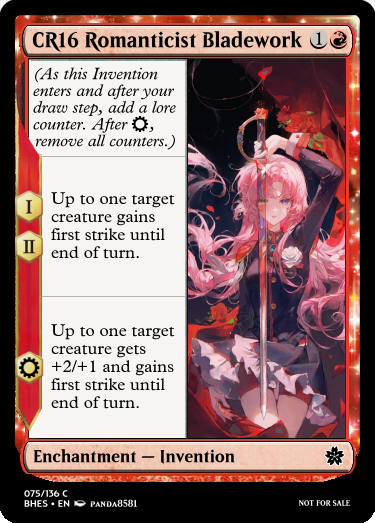 CR16 Romanticist Bladework 1
(As this Invention
enters and after your
draw step, add a lore
counter. After ,
remove all counters.)
I
II
Up to one target
creature gains
first strike until
end of turn.
Up to one target
creature gets
+2/+1 and gains
first strike until
end of turn.
Enchantment — Invention
075/136 C
BHES • EN PANDA8581
NOT FOR SALE